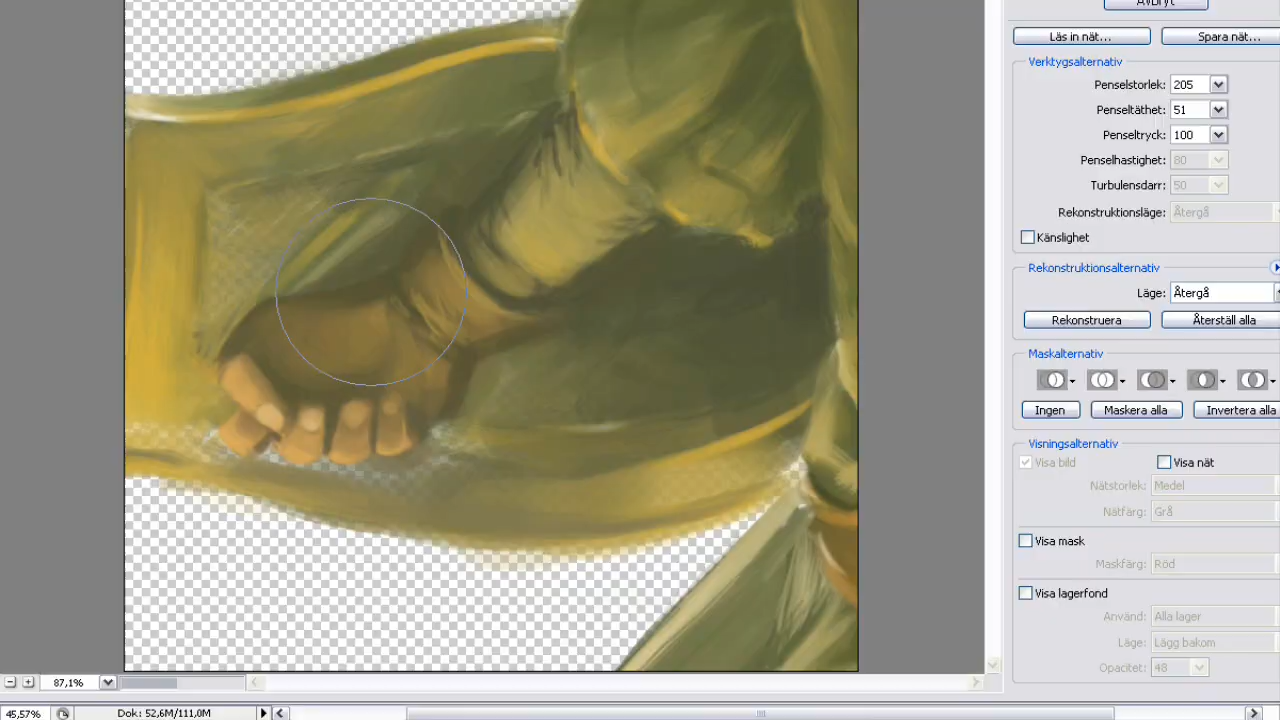 Avbryt
Läs in nät...
Spara nät...
Verktygsalternativ
Penselstorlek: 205
Penseltäthet: 51
Penseltryck: 100
Penselhastighet: 80
Turbulensdarr: 50
Rekonstruktionsläge: Återgå
Känslighet
Rekonstruktionsalternativ
Läge: Återgå
Rekonstruera
Återställ alla
Maskalternativ
Ingen
Maskera alla
Invertera alla
Visningsalternativ
Visa bild
Visa nät
Nätstorlek: Medel
Nätfärg: Grå
Visa mask
Maskfärg: Röd
Visa lagerfond
Använd: Alla lager
Läge: Lägg bakom
Opacitet: 48
87,1%
45,57%
Dok: 52,6M/111,0M